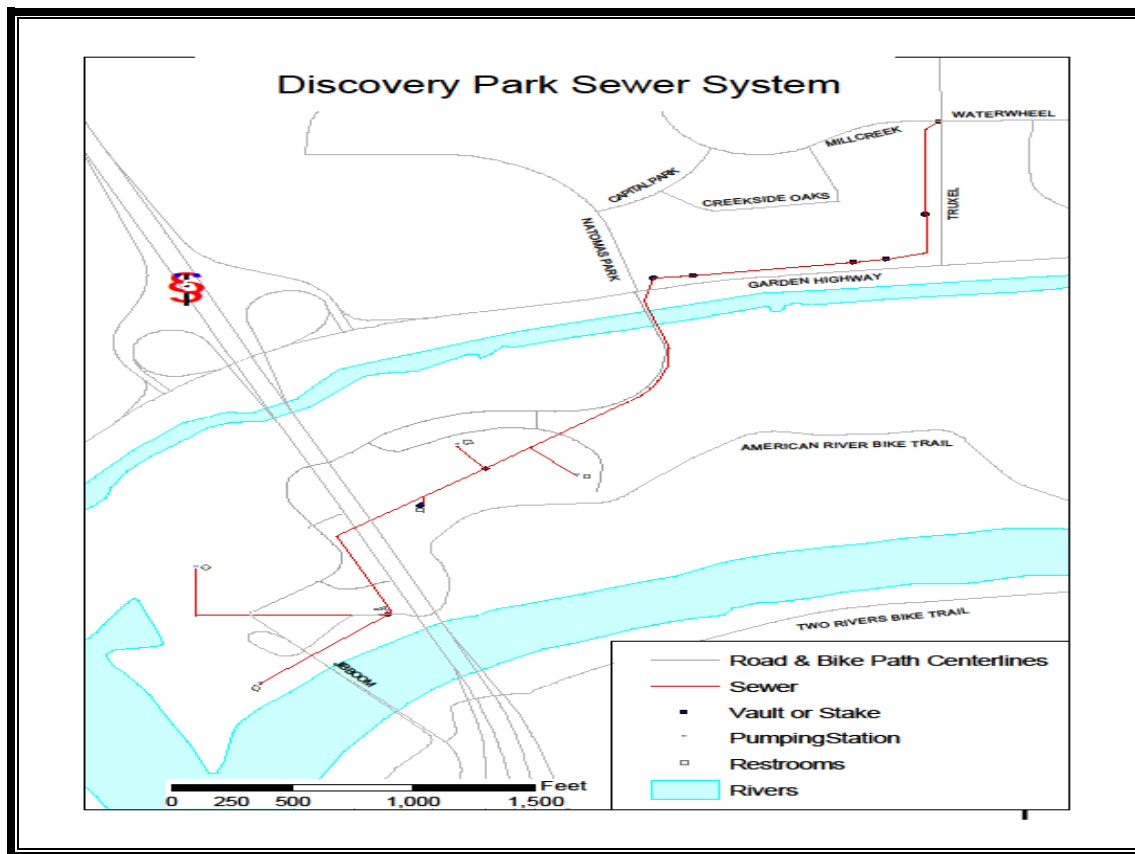 Discovery Park Sewer System
WATERWHEEL
MILLCREEK
CAPITAL PARK
CREEKSIDE OAKS
TRUXEL
NATOMAS PARK
GARDEN HIGHWAY
AMERICAN RIVER BIKE TRAIL
TWO RIVERS BIKE TRAIL
JIBBOOM
Road & Bike Path Centerlines
Sewer
Vault or Stake
PumpingStation
Restrooms
Rivers
Feet
0 250 500 1,000 1,500